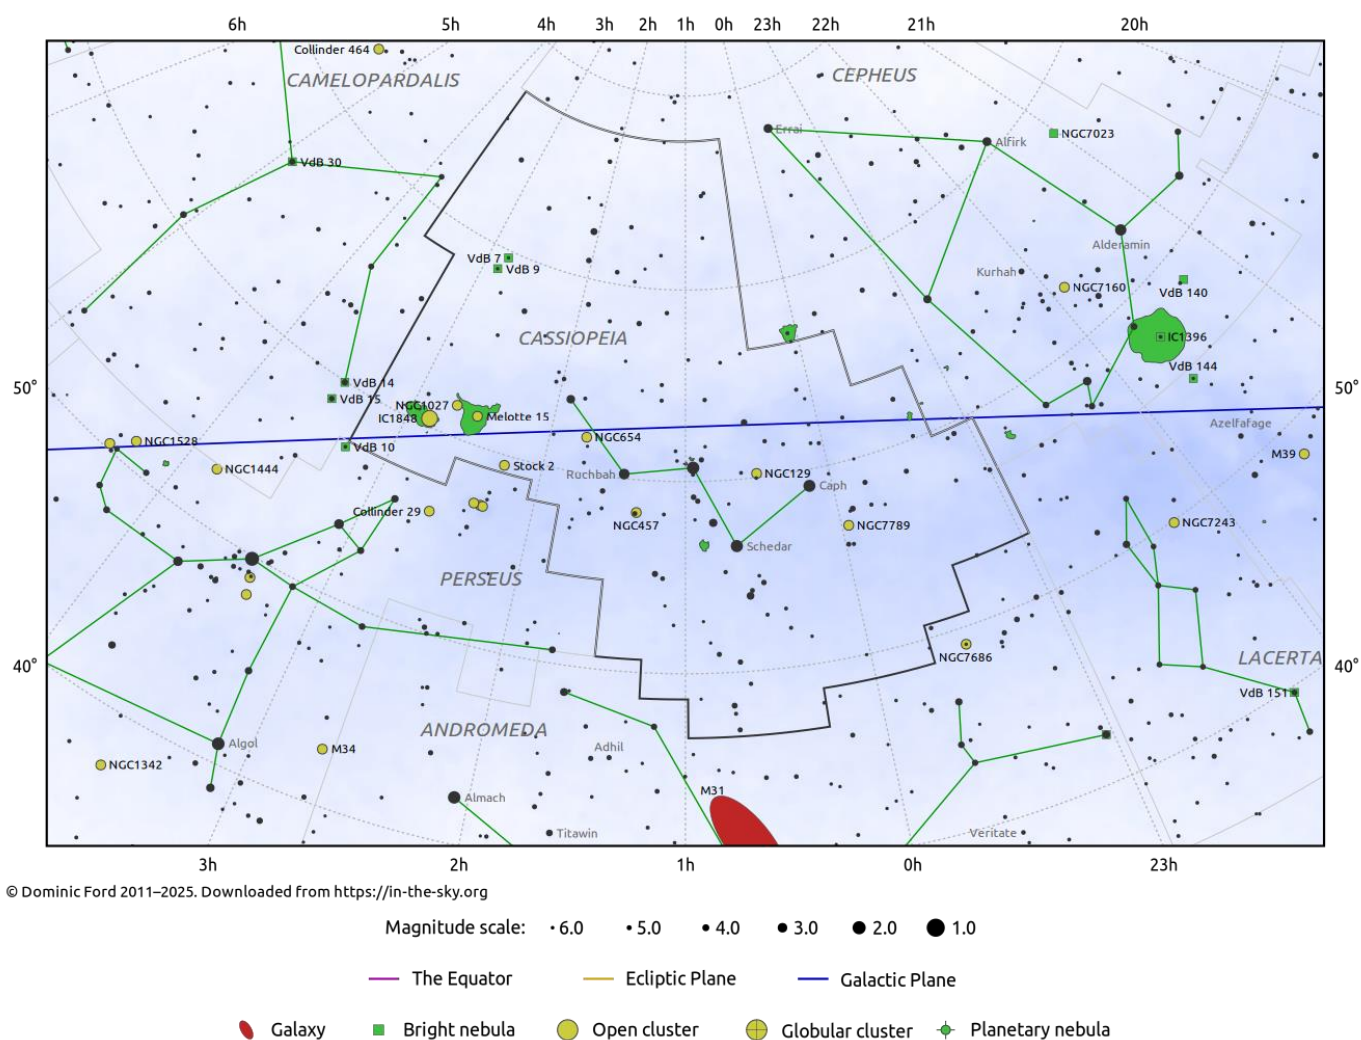 6h 5h 4h 3h 2h 1h 0h 23h 22h 21h 20h
Collinder 464
CAMELOPARDALIS
CEPHEUS
Errai
NGC7023
Alfirk
VdB 30
Alderamin
VdB 7
VdB 9
Kurhah
NGC7160
VdB 140
CASSIOPEIA
IC1396
VdB 144
50°
50°
VdB 14
VdB 15
NGC1027
IC1848
Melotte 15
Azelfafage
NGC1528
VdB 10
NGC654
M39
NGC1444
Stock 2
Ruchbah
NGC129
Caph
Collinder 29
NGC457
NGC7789
NGC7243
Schedar
PERSEUS
40°
40°
NGC7686
LACERTA
VdB 151
ANDROMEDA
Algol
M34
Adhil
NGC1342
M31
Almach
Titawin
Veritate
3h 2h 1h 0h 23h
© Dominic Ford 2011–2025. Downloaded from https://in-the-sky.org
Magnitude scale: 6.0 5.0 4.0 3.0 2.0 1.0
The Equator Ecliptic Plane Galactic Plane
Galaxy Bright nebula Open cluster Globular cluster Planetary nebula